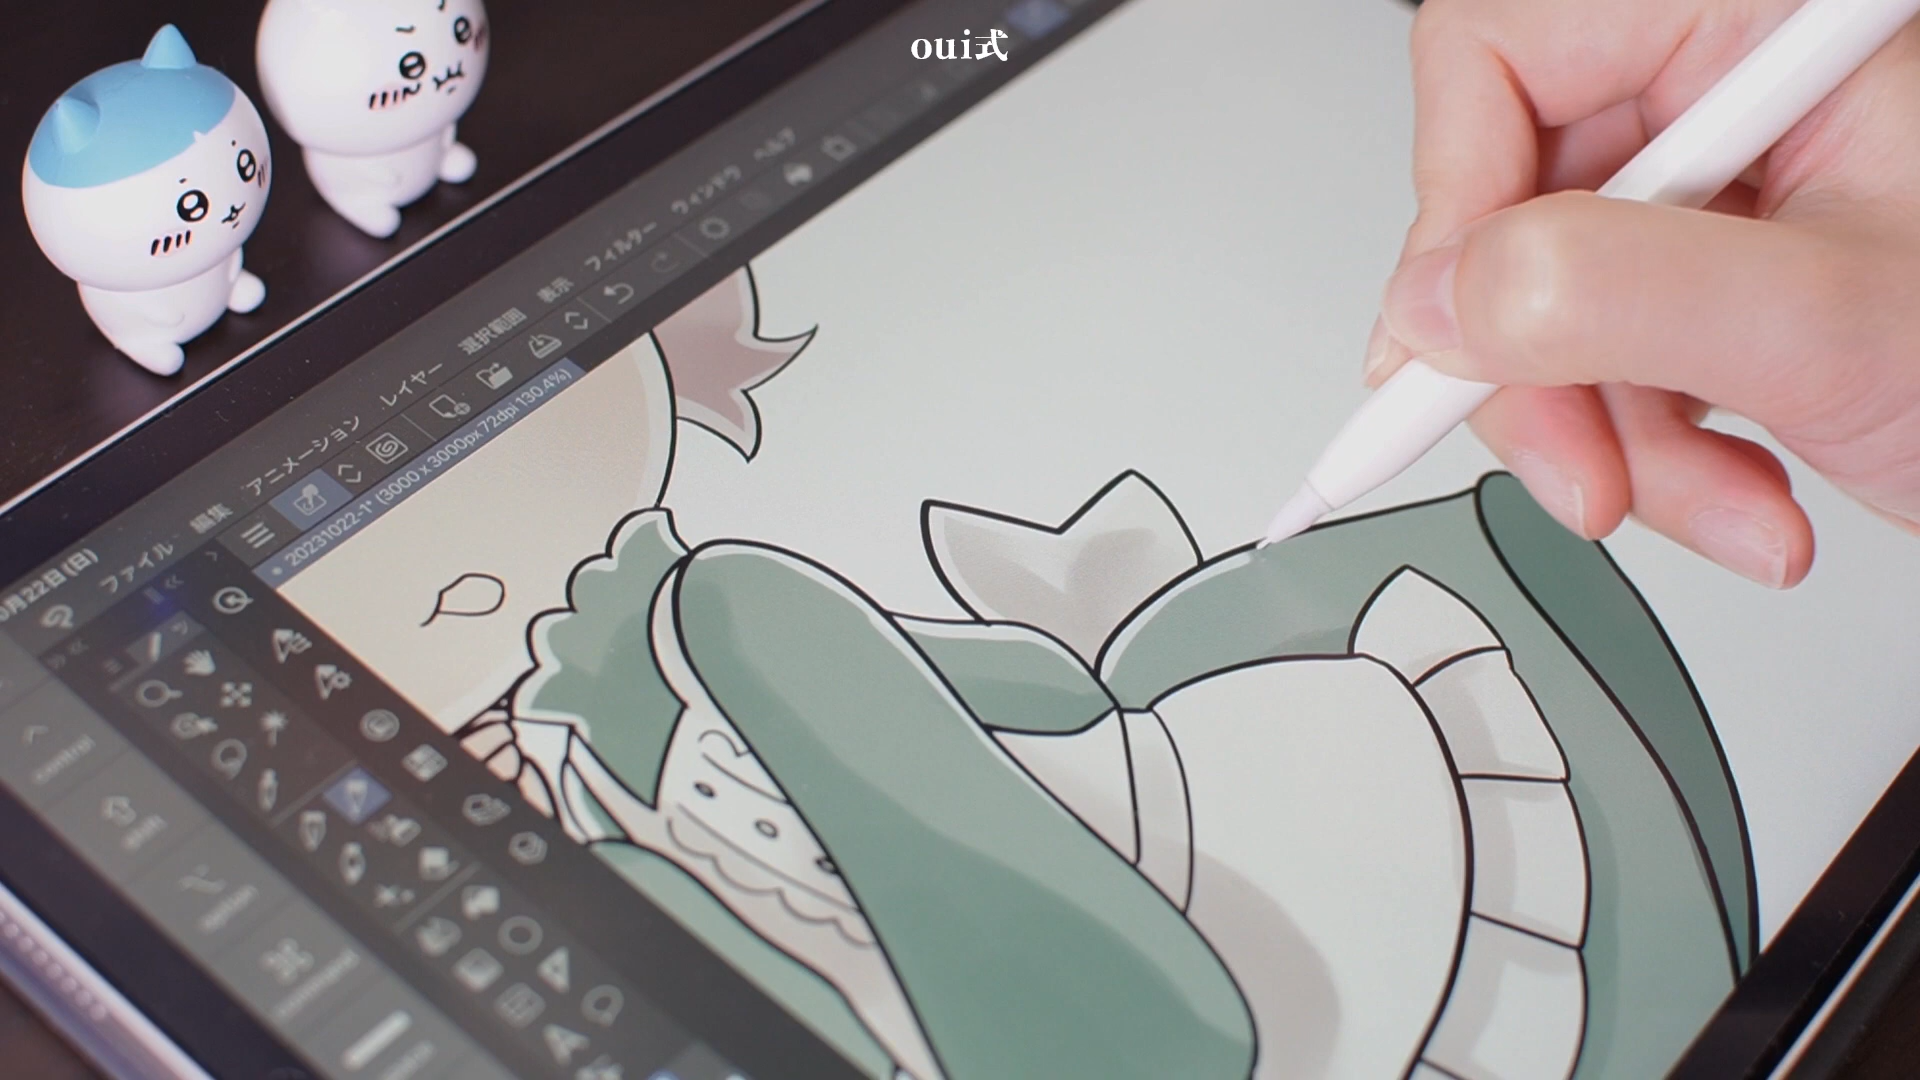 oui式
ファイル 編集 アニメーション レイヤー 選択範囲 表示 フィルター ウィンドウ ヘルプ
20231022-1* (3000 x 3000px 72dpi 130.4%)
月22日(日)
control
shift
option
command